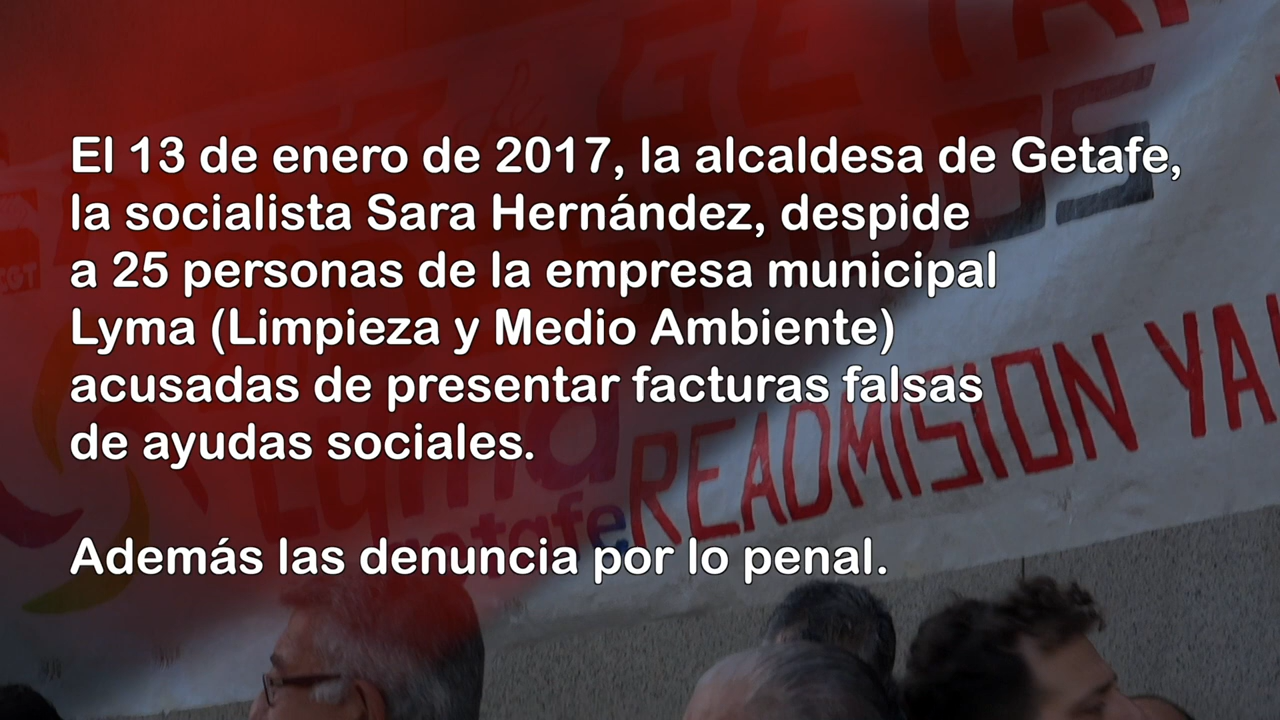 El 13 de enero de 2017, la alcaldesa de Getafe,
la socialista Sara Hernández, despide
a 25 personas de la empresa municipal
Lyma (Limpieza y Medio Ambiente)
acusadas de presentar facturas falsas
de ayudas sociales.
Además las denuncia por lo penal.
Lyma
getafe
READMISION YA